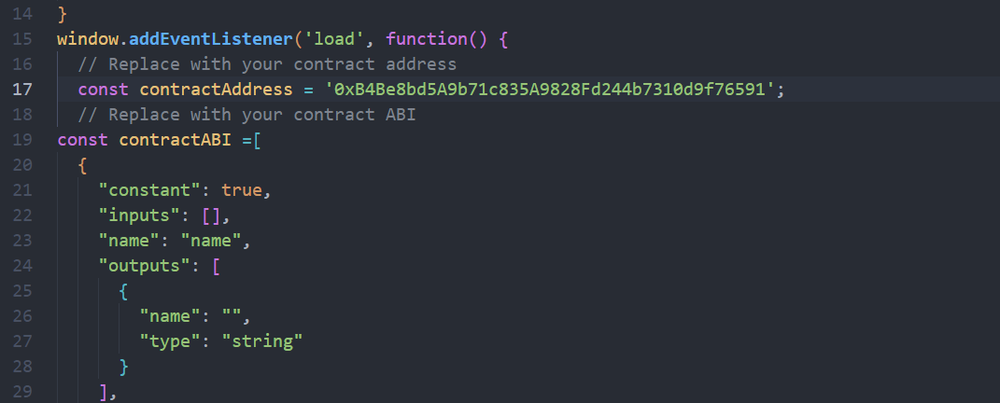 14 }
15 window.addEventListener('load', function() {
16 // Replace with your contract address
17 const contractAddress = '0xB4Be8bd5A9b71c835A9828Fd244b7310d9f76591';
18 // Replace with your contract ABI
19 const contractABI =[
20 {
21 "constant": true,
22 "inputs": [],
23 "name": "name",
24 "outputs": [
25 {
26 "name": "",
27 "type": "string"
28 }
29 ],